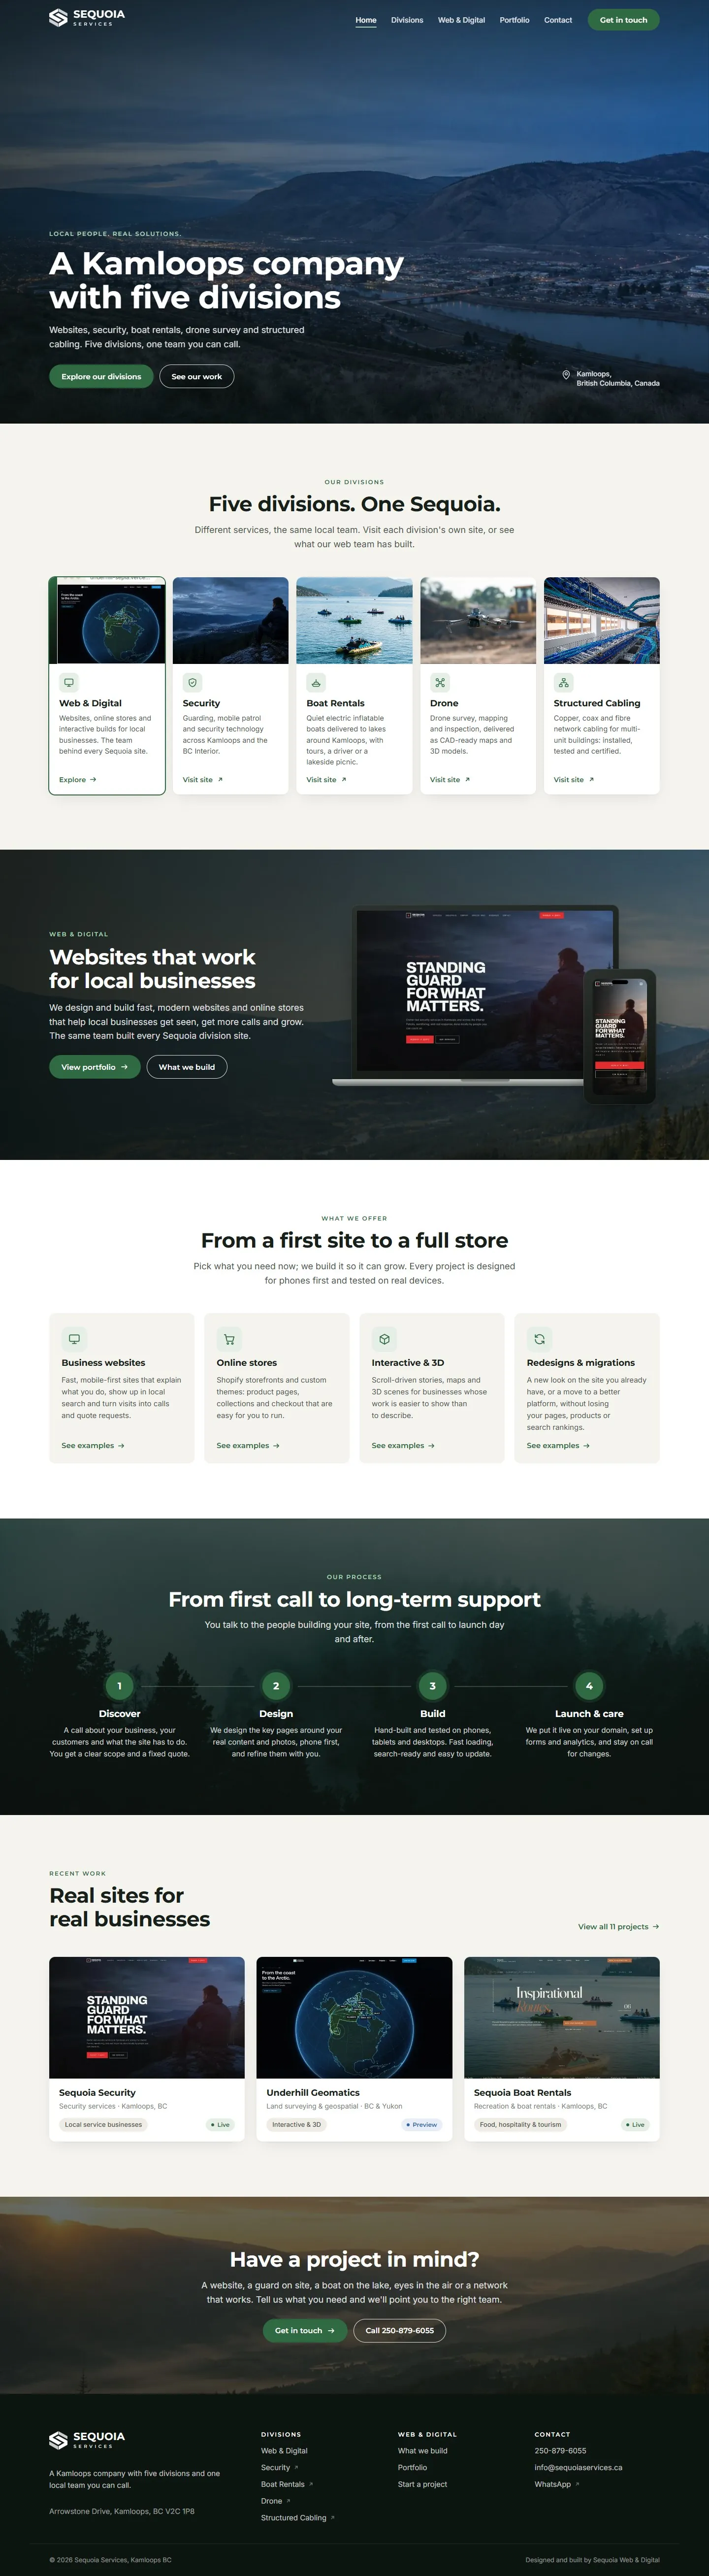 SEQUOIA
SERVICES
Home Divisions Web & Digital Portfolio Contact Get in touch
LOCAL PEOPLE. REAL SOLUTIONS.
A Kamloops company
with five divisions
Websites, security, boat rentals, drone survey and structured
cabling. Five divisions, one team you can call.
Explore our divisions See our work
Kamloops,
British Columbia, Canada
OUR DIVISIONS
Five divisions. One Sequoia.
Different services, the same local team. Visit each division's own site, or see
what our web team has built.
From the coast
to the Arctic.
Web & Digital
Websites, online stores and
interactive builds for local
businesses. The team
behind every Sequoia site.
Explore
Security
Guarding, mobile patrol
and security technology
across Kamloops and the
BC Interior.
Visit site
Boat Rentals
Quiet electric inflatable
boats delivered to lakes
around Kamloops, with
tours, a driver or a
lakeside picnic.
Visit site
Drone
Drone survey, mapping
and inspection, delivered
as CAD-ready maps and
3D models.
Visit site
Structured Cabling
Copper, coax and fibre
network cabling for multi-
unit buildings: installed,
tested and certified.
Visit site
WEB & DIGITAL
Websites that work
for local businesses
We design and build fast, modern websites and online stores
that help local businesses get seen, get more calls and grow.
The same team built every Sequoia division site.
View portfolio What we build
STANDING
GUARD
FOR WHAT
MATTERS.
STANDING
GUARD
FOR WHAT
MATTERS.
WHAT WE OFFER
From a first site to a full store
Pick what you need now; we build it so it can grow. Every project is designed
for phones first and tested on real devices.
Business websites
Fast, mobile-first sites that explain
what you do, show up in local
search and turn visits into calls
and quote requests.
See examples
Online stores
Shopify storefronts and custom
themes: product pages,
collections and checkout that are
easy for you to run.
See examples
Interactive & 3D
Scroll-driven stories, maps and
3D scenes for businesses whose
work is easier to show than
to describe.
See examples
Redesigns & migrations
A new look on the site you already
have, or a move to a better
platform, without losing
your pages, products or
search rankings.
See examples
OUR PROCESS
From first call to long-term support
You talk to the people building your site, from the first call to launch day
and after.
1
Discover
A call about your business, your
customers and what the site has to do.
You get a clear scope and a fixed quote.
2
Design
We design the key pages around your
real content and photos, phone first,
and refine them with you.
3
Build
Hand-built and tested on phones,
tablets and desktops. Fast loading,
search-ready and easy to update.
4
Launch & care
We put it live on your domain, set up
forms and analytics, and stay on call
for changes.
RECENT WORK
Real sites for
real businesses
View all 11 projects
STANDING
GUARD
FOR WHAT
MATTERS.
Sequoia Security
Security services · Kamloops, BC
Local service businesses Live
From the coast
to the Arctic.
Underhill Geomatics
Land surveying & geospatial · BC & Yukon
Interactive & 3D Preview
Inspirational
Routes
Sequoia Boat Rentals
Recreation & boat rentals · Kamloops, BC
Food, hospitality & tourism Live
Have a project in mind?
A website, a guard on site, a boat on the lake, eyes in the air or a network
that works. Tell us what you need and we'll point you to the right team.
Get in touch Call 250-879-6055
SEQUOIA
SERVICES
A Kamloops company with five divisions and one
local team you can call.
Arrowstone Drive, Kamloops, BC V2C 1P8
DIVISIONS
Web & Digital
Security
Boat Rentals
Drone
Structured Cabling
WEB & DIGITAL
What we build
Portfolio
Start a project
CONTACT
250-879-6055
info@sequoiaservices.ca
WhatsApp
© 2026 Sequoia Services, Kamloops BC
Designed and built by Sequoia Web & Digital